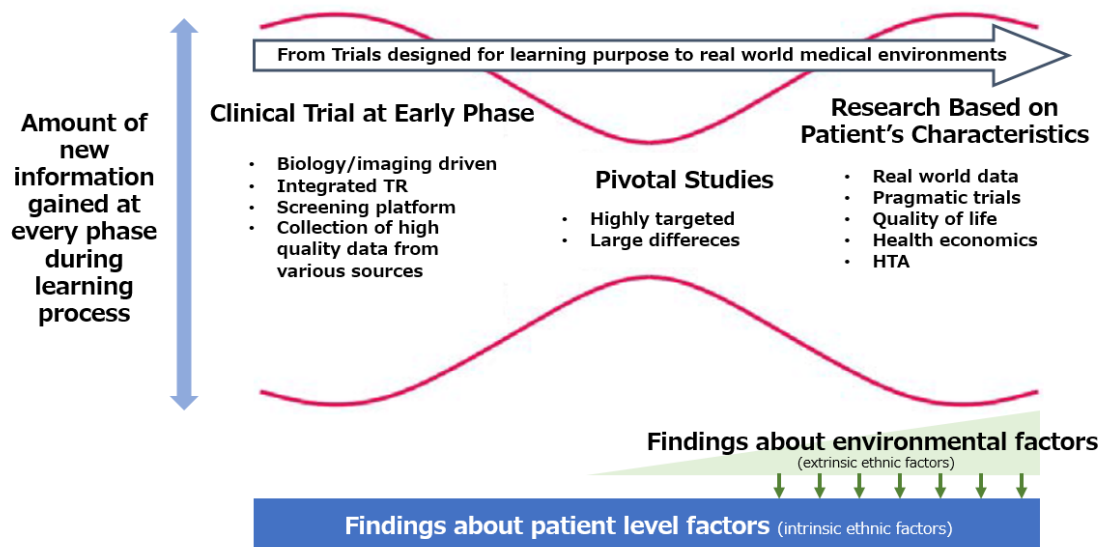 From Trials designed for learning purpose to real world medical environments
Amount of
new
information
gained at
every phase
during
learning
process
Clinical Trial at Early Phase
• Biology/imaging driven
• Integrated TR
• Screening platform
• Collection of high
quality data from
various sources
Pivotal Studies
• Highly targeted
• Large differeces
Research Based on
Patient's Characteristics
• Real world data
• Pragmatic trials
• Quality of life
• Health economics
• HTA
Findings about environmental factors
(extrinsic ethnic factors)
Findings about patient level factors (intrinsic ethnic factors)